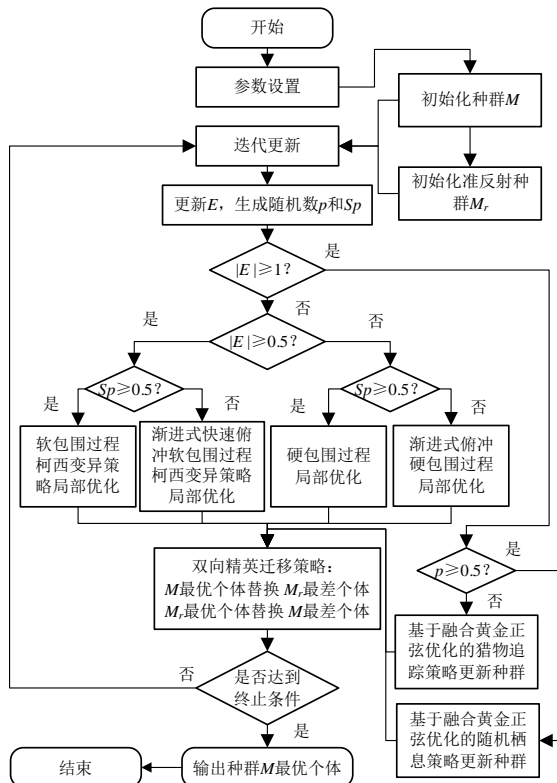 开始
参数设置
初始化种群M
迭代更新
初始化准反射种
群Mr
更新E，生成随机数p和Sp
|E|≥1?
是
否
是
|E|≥0.5?
否
Sp≥0.5?
Sp≥0.5?
是
否
是
否
软包围过程
柯西变异策
略局部优化
渐进式快速俯
冲软包围过程
柯西变异策略
局部优化
硬包围过程
局部优化
渐进式俯冲
硬包围过程
局部优化
双向精英迁移策略：
M最优个体替换Mr最差个体
Mr最优个体替换M最差个体
p≥0.5?
是
否
基于融合黄金正
弦优化的猎物追
踪策略更新种群
否
是否达到
终止条件
是
基于融合黄金正
弦优化的随机栖
息策略更新种群
结束
输出种群M最优个体